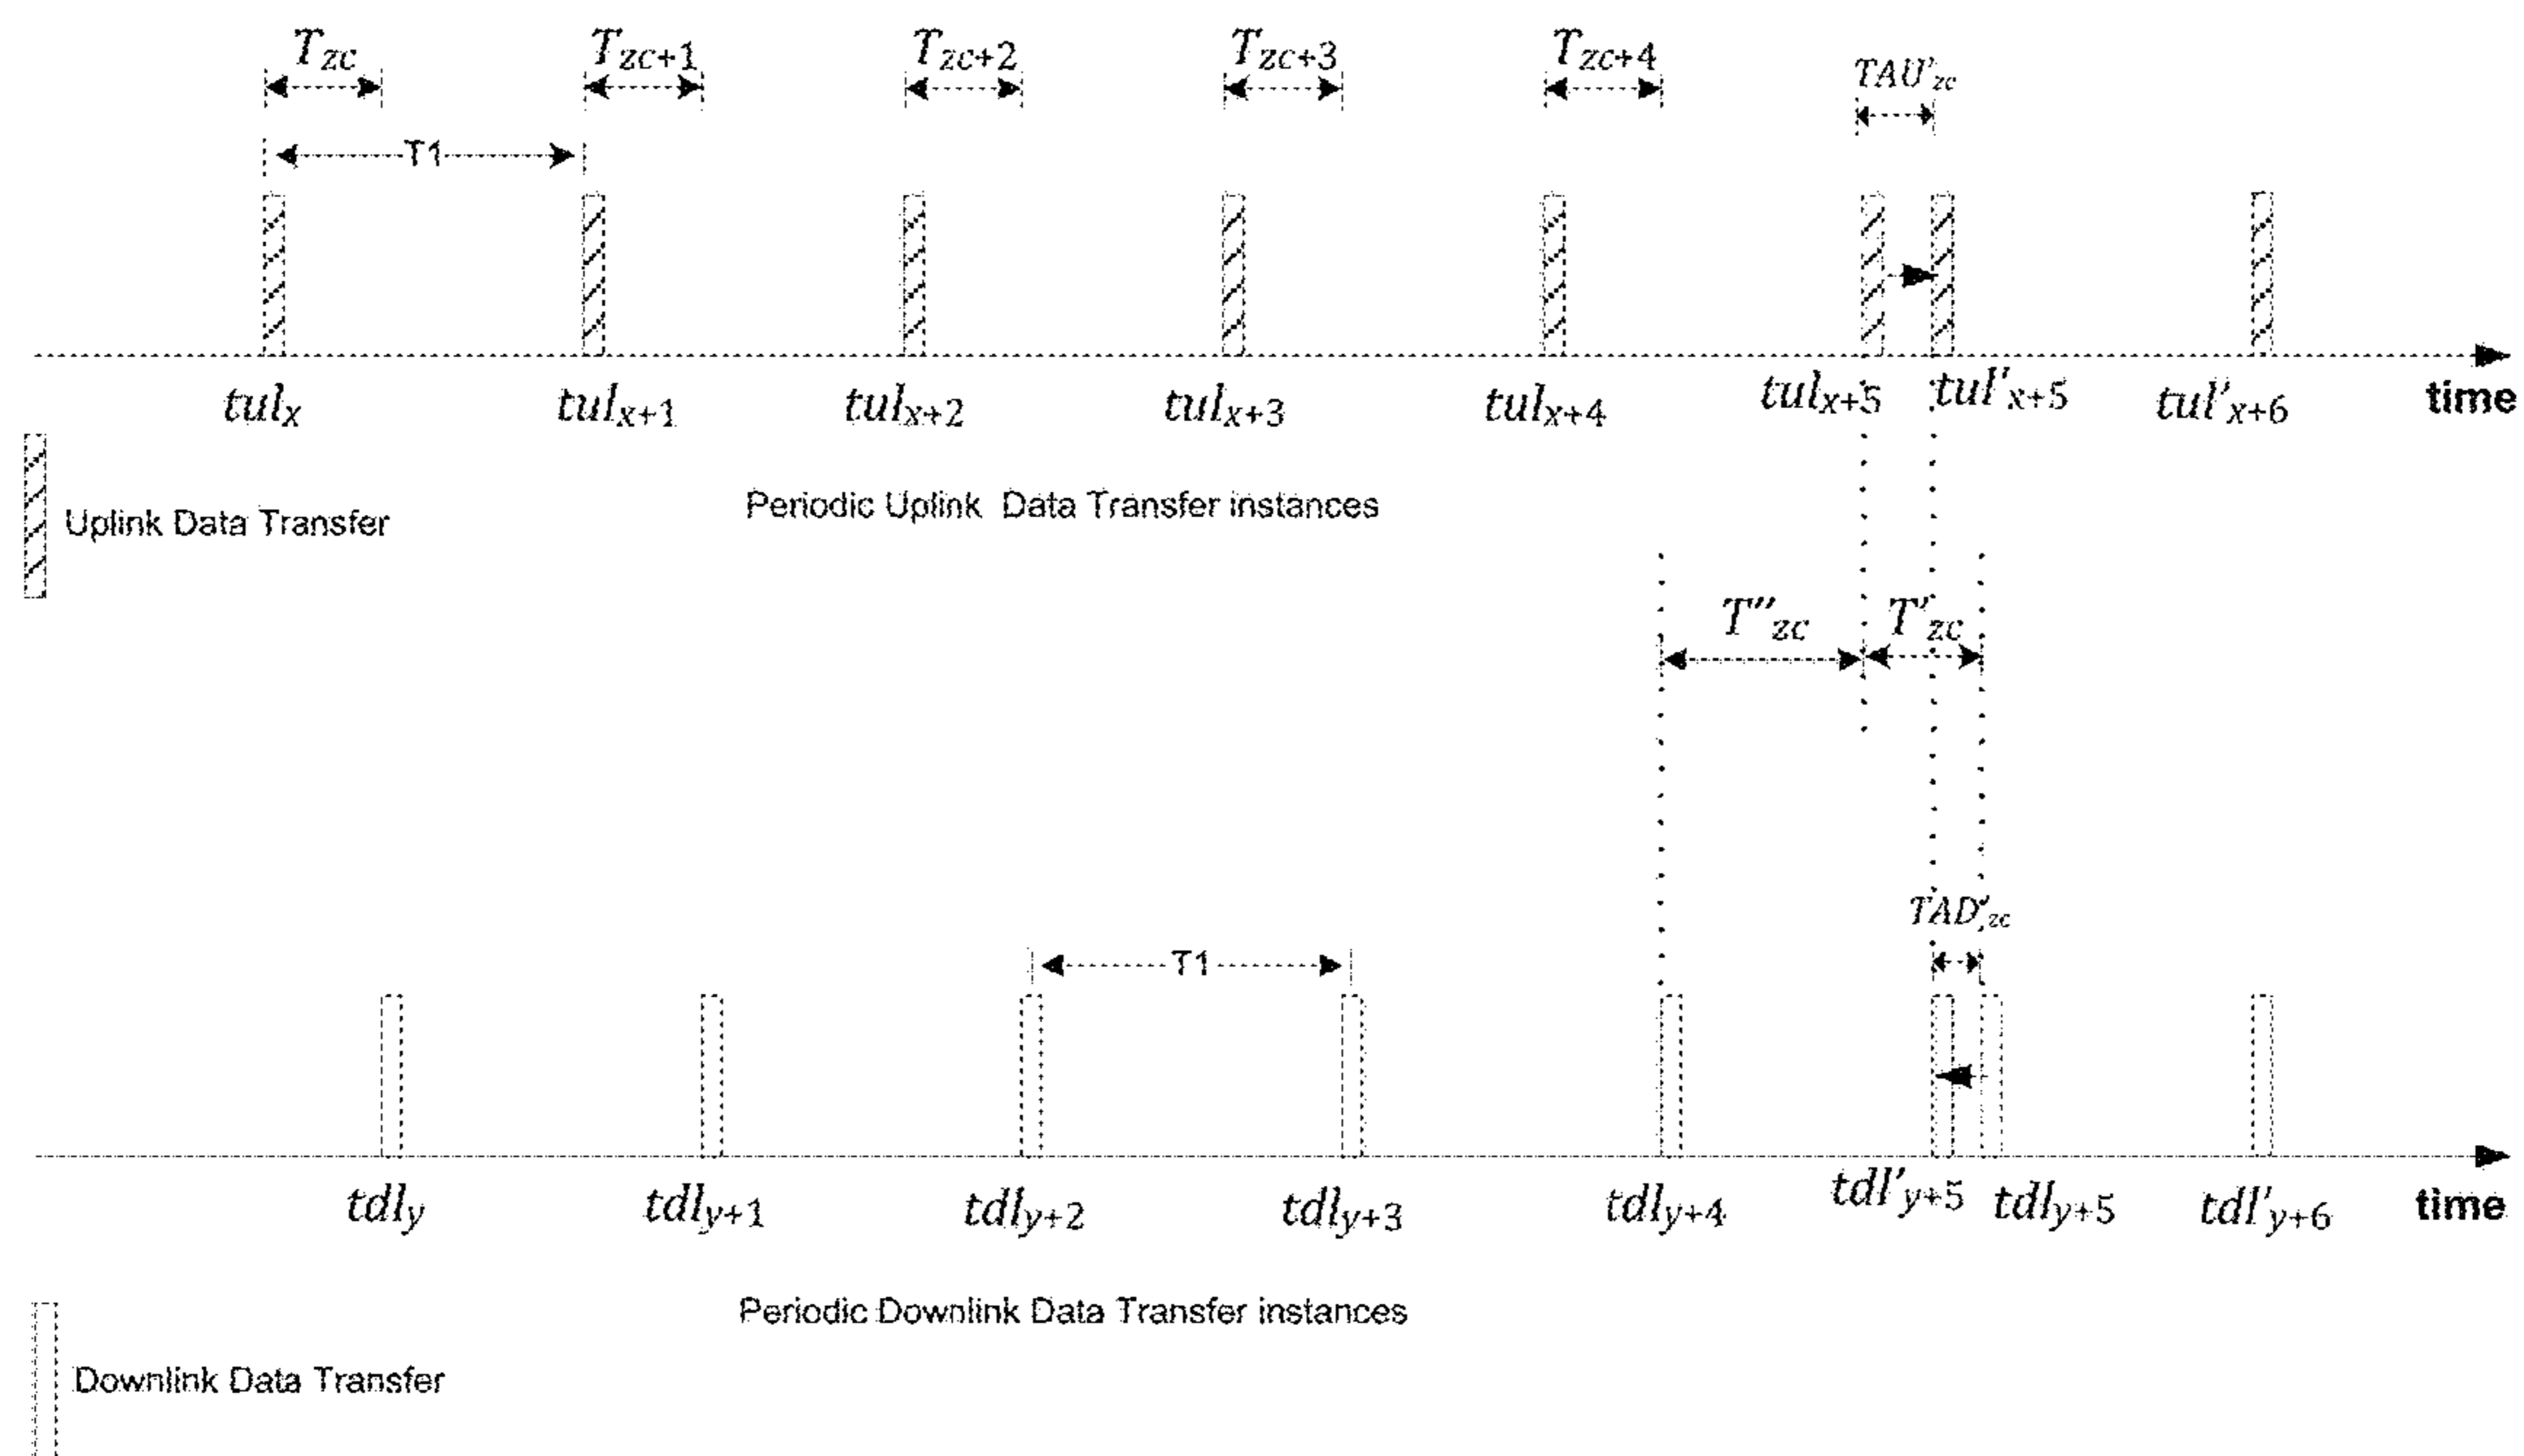 Tzc Tzc+1 Tzc+2 Tzc+3 Tzc+4 TAU'zc
T1
tulx tulx+1 tulx+2 tulx+3 tulx+4 tulx+5 tul'x+5 tul'x+6 time
Uplink Data Transfer
Periodic Uplink Data Transfer instances
T''zc T'zc
TAD'zc
T1
tdly tdly+1 tdly+2 tdly+3 tdly+4 tdl'y+5 tdly+5 tdl'y+6 time
Periodic Downlink Data Transfer instances
Downlink Data Transfer